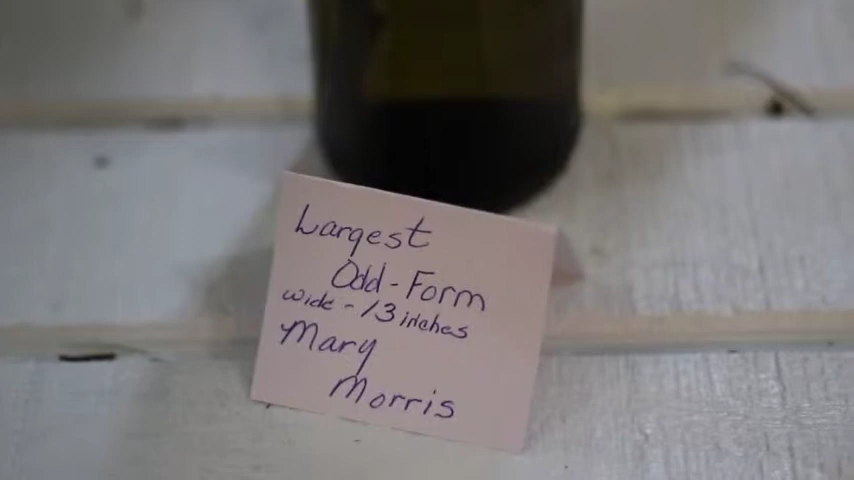 Largest
Odd-Form
wide - 13 inches
Mary
Morris